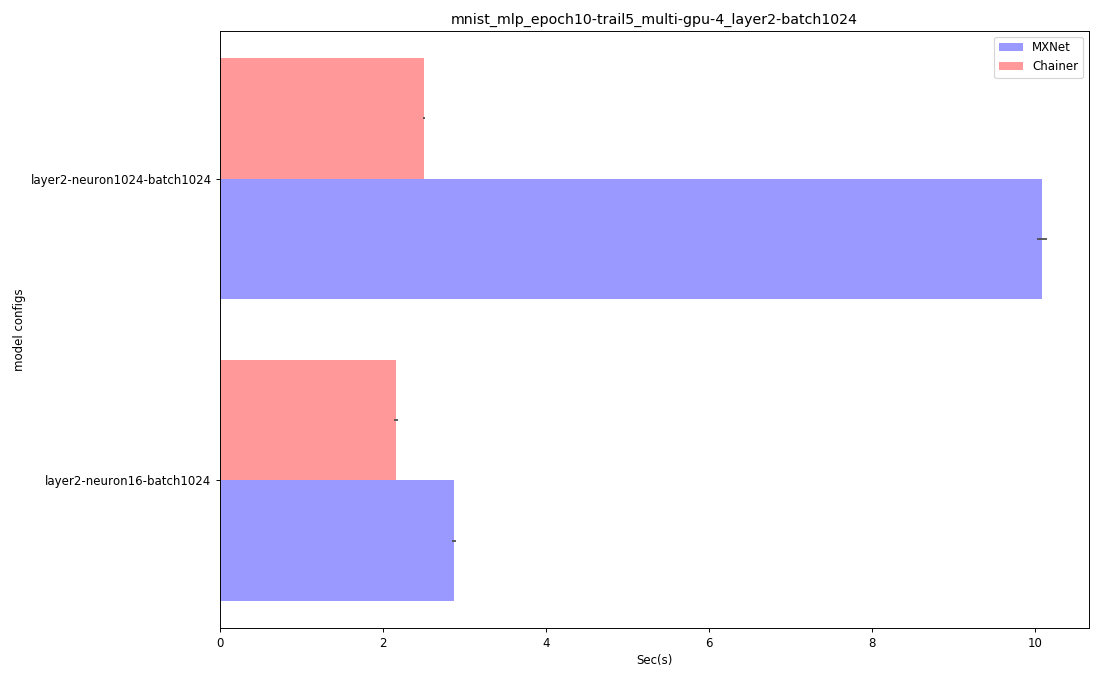 mnist_mlp_epoch10-trail5_multi-gpu-4_layer2-batch1024
MXNet
Chainer
layer2-neuron1024-batch1024
model configs
layer2-neuron16-batch1024
0 2 4 6 8 10
Sec(s)